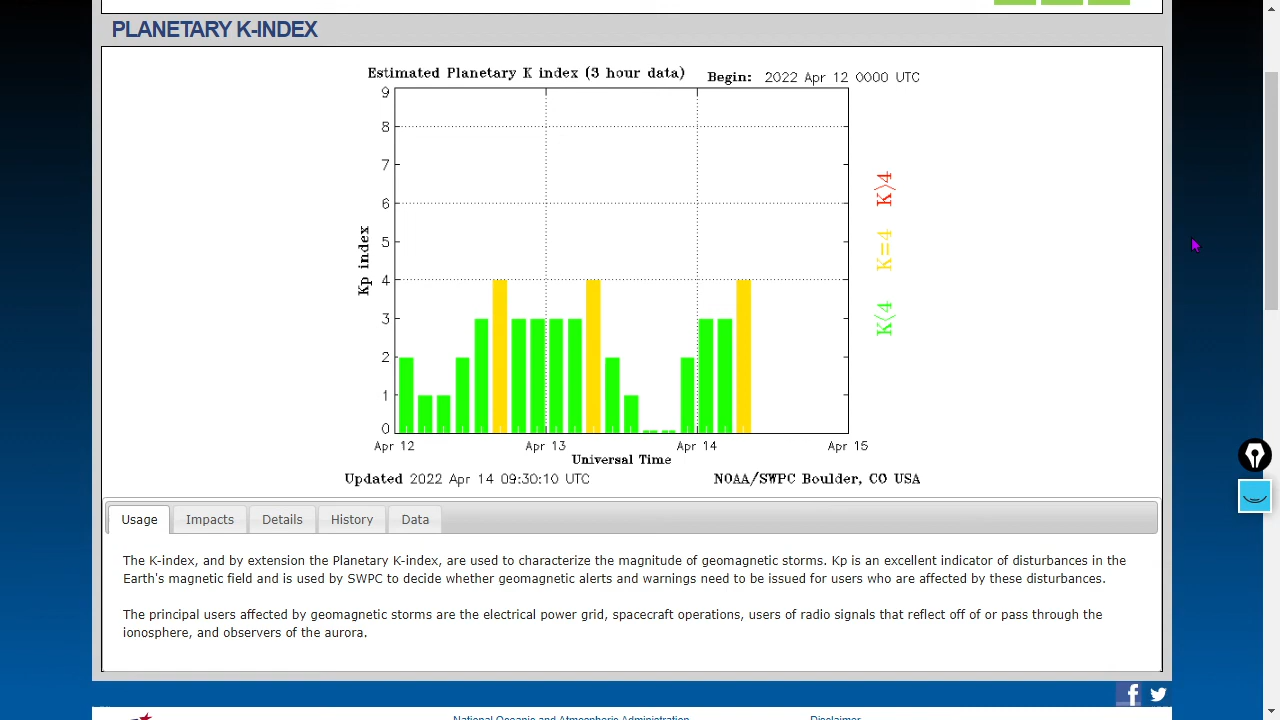 PLANETARY K-INDEX
Estimated Planetary K index (3 hour data)
Begin: 2022 Apr 12 0000 UTC
9
8
7
6
5
4
3
2
1
0
Kp index
K>4
K=4
K<4
Apr 12
Apr 13
Apr 14
Apr 15
Universal Time
Updated 2022 Apr 14 09:30:10 UTC
NOAA/SWPC Boulder, CO USA
Usage
Impacts
Details
History
Data
The K-index, and by extension the Planetary K-index, are used to characterize the magnitude of geomagnetic storms. Kp is an excellent indicator of disturbances in the
Earth's magnetic field and is used by SWPC to decide whether geomagnetic alerts and warnings need to be issued for users who are affected by these disturbances.
The principal users affected by geomagnetic storms are the electrical power grid, spacecraft operations, users of radio signals that reflect off of or pass through the
ionosphere, and observers of the aurora.
f
National Oceanic and Atmospheric Administration
Disclaimer